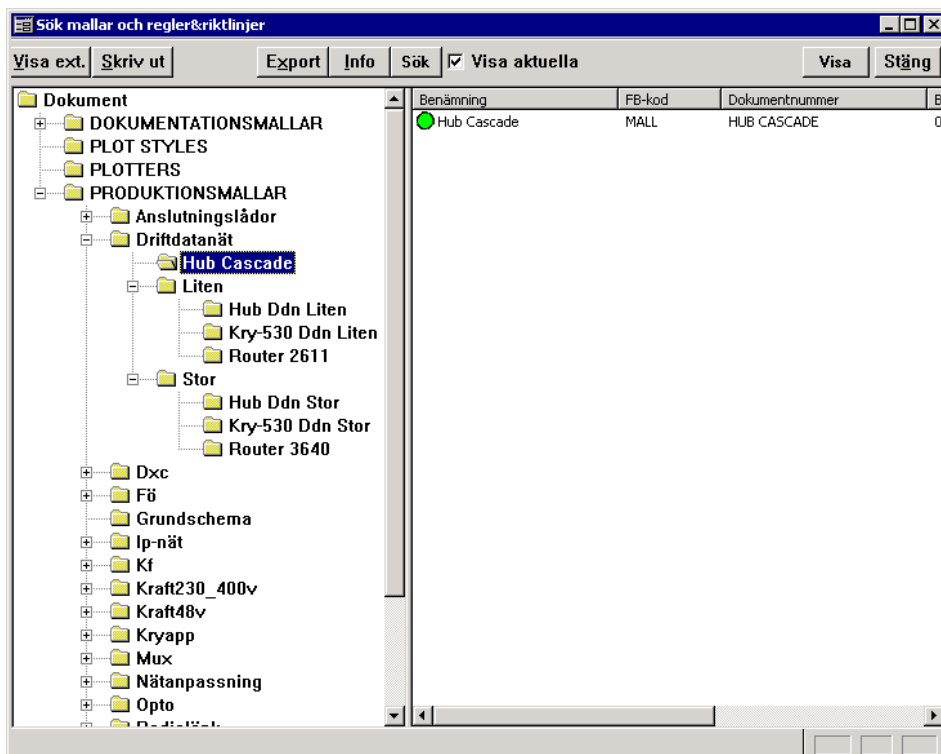 Sök mallar och regler&riktlinjer
Visa ext. Skriv ut Export Info Sök Visa aktuella Visa Stäng
Dokument
DOKUMENTATIONSMALLAR
PLOT STYLES
PLOTTERS
PRODUKTIONSMALLAR
Anslutningslådor
Driftdatanät
Hub Cascade
Liten
Hub Ddn Liten
Kry-530 Ddn Liten
Router 2611
Stor
Hub Ddn Stor
Kry-530 Ddn Stor
Router 3640
Dxc
Fö
Grundschema
Ip-nät
Kf
Kraft230_400v
Kraft48v
Kryapp
Mux
Nätanpassning
Opto
Benämning FB-kod Dokumentnummer
Hub Cascade MALL HUB CASCADE